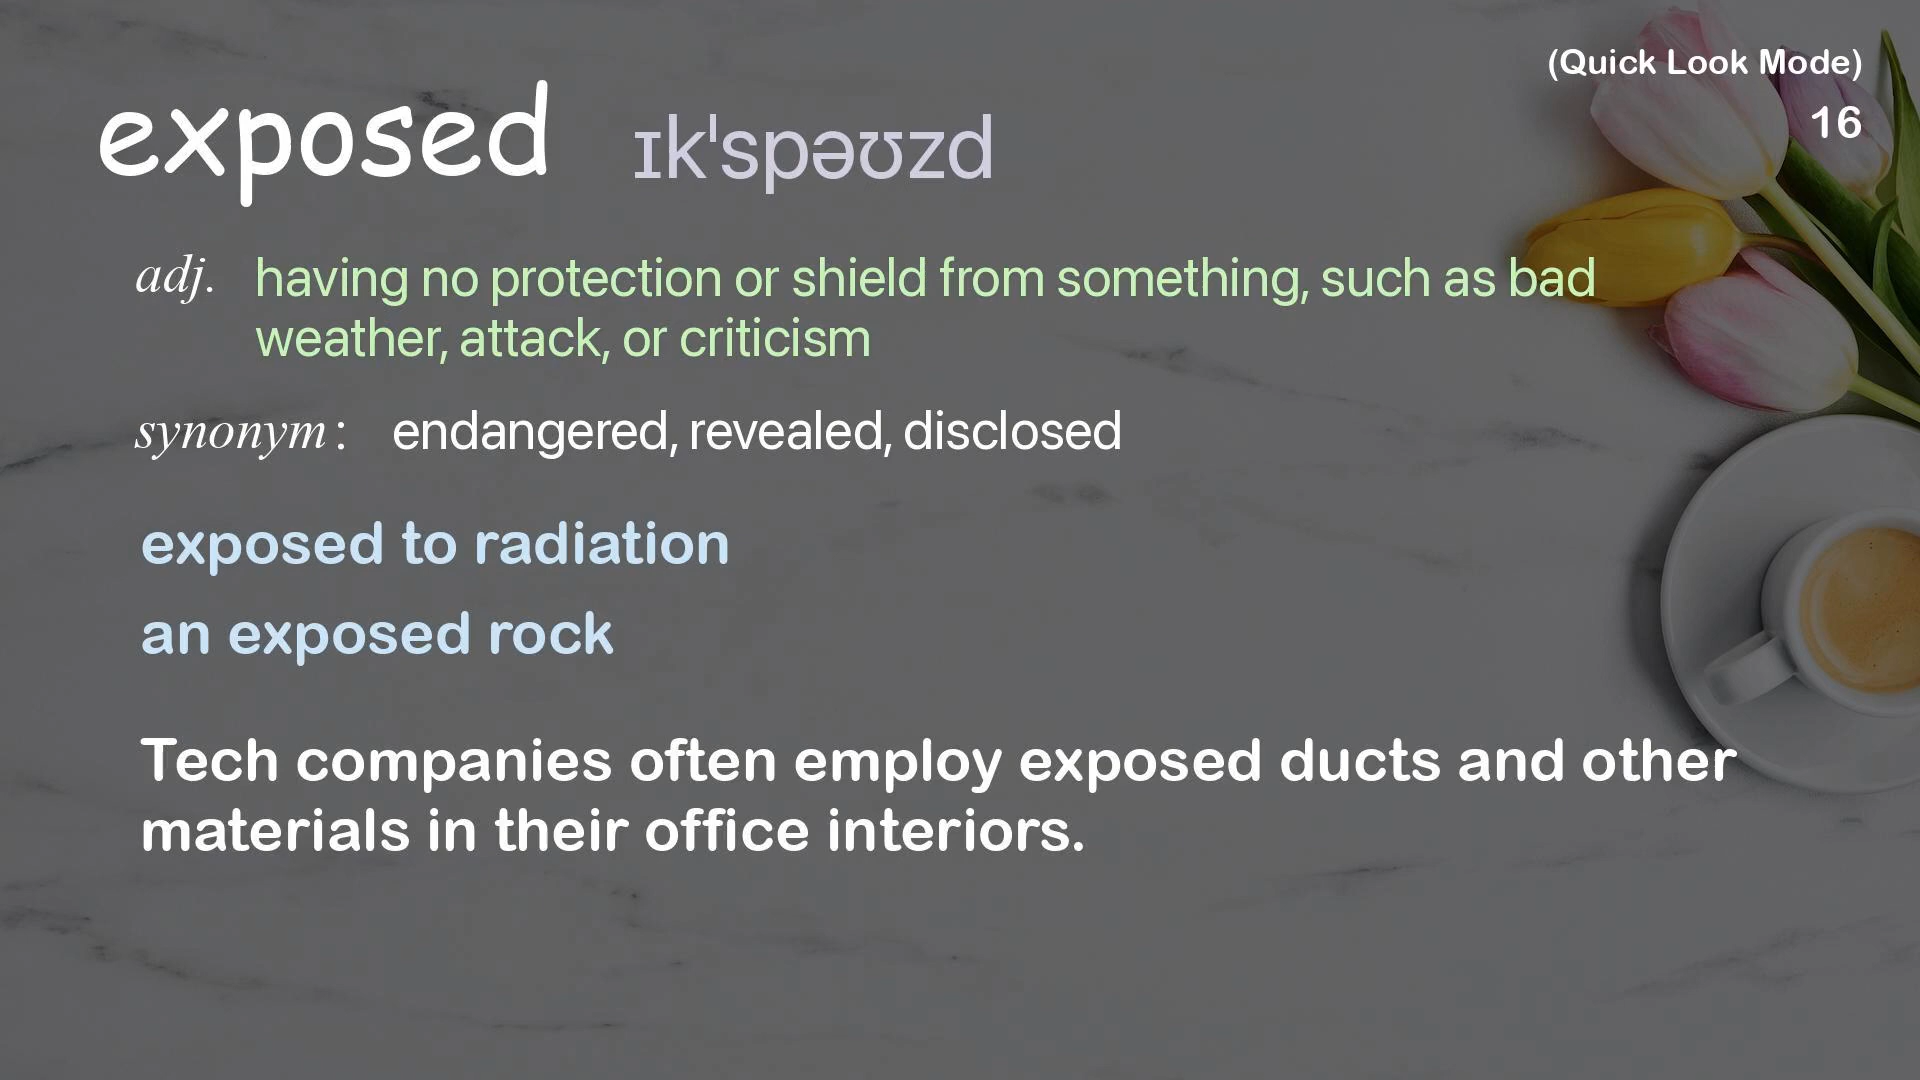 (Quick Look Mode)
16
exposed ɪkˈspəʊzd
adj. having no protection or shield from something, such as bad
weather, attack, or criticism
synonym: endangered, revealed, disclosed
exposed to radiation
an exposed rock
Tech companies often employ exposed ducts and other
materials in their office interiors.